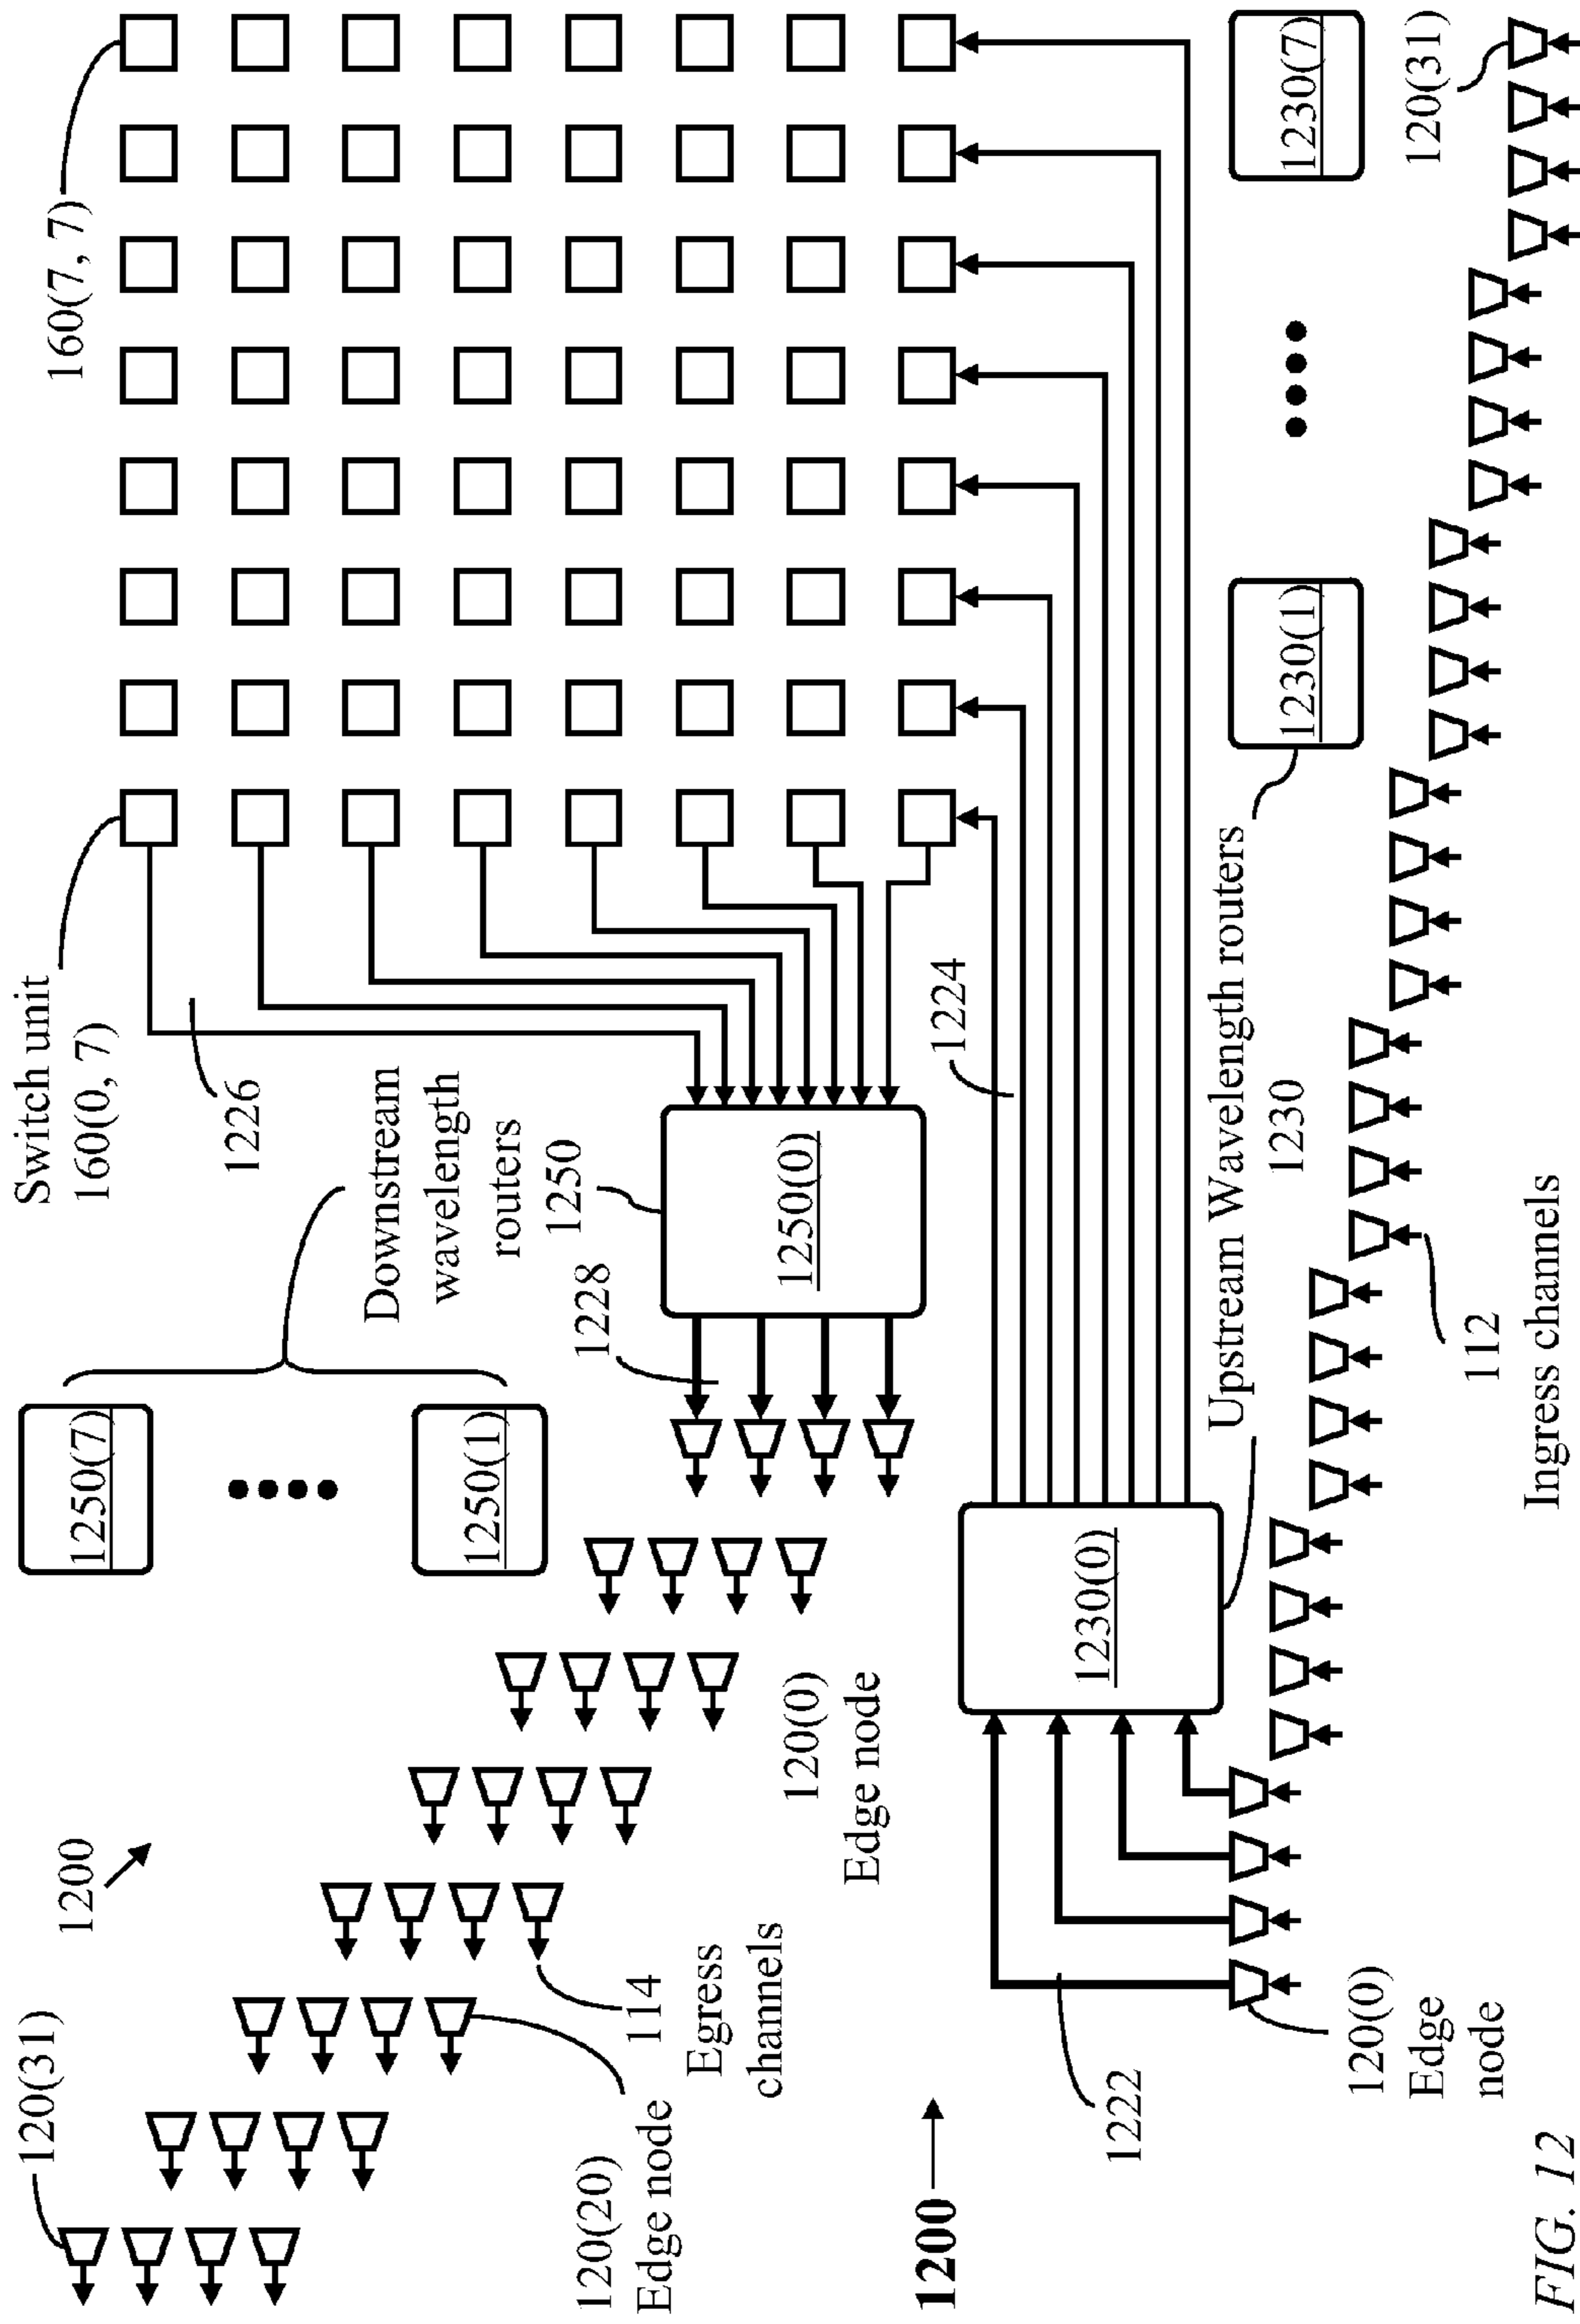 160(7, 7)
Switch unit
160(0, 7)
1226
Downstream
wavelength
routers
1250
1250(7)
1250(1)
1228
1250(0)
1200
120(31)
120(20)
Edge node
114
Egress
channels
120(0)
Edge node
1224
1230(0)
Upstream Wavelength routers
1230
1230(1)
1230(7)
120(31)
1200
1222
120(0)
Edge
node
112
Ingress channels
FIG. 12